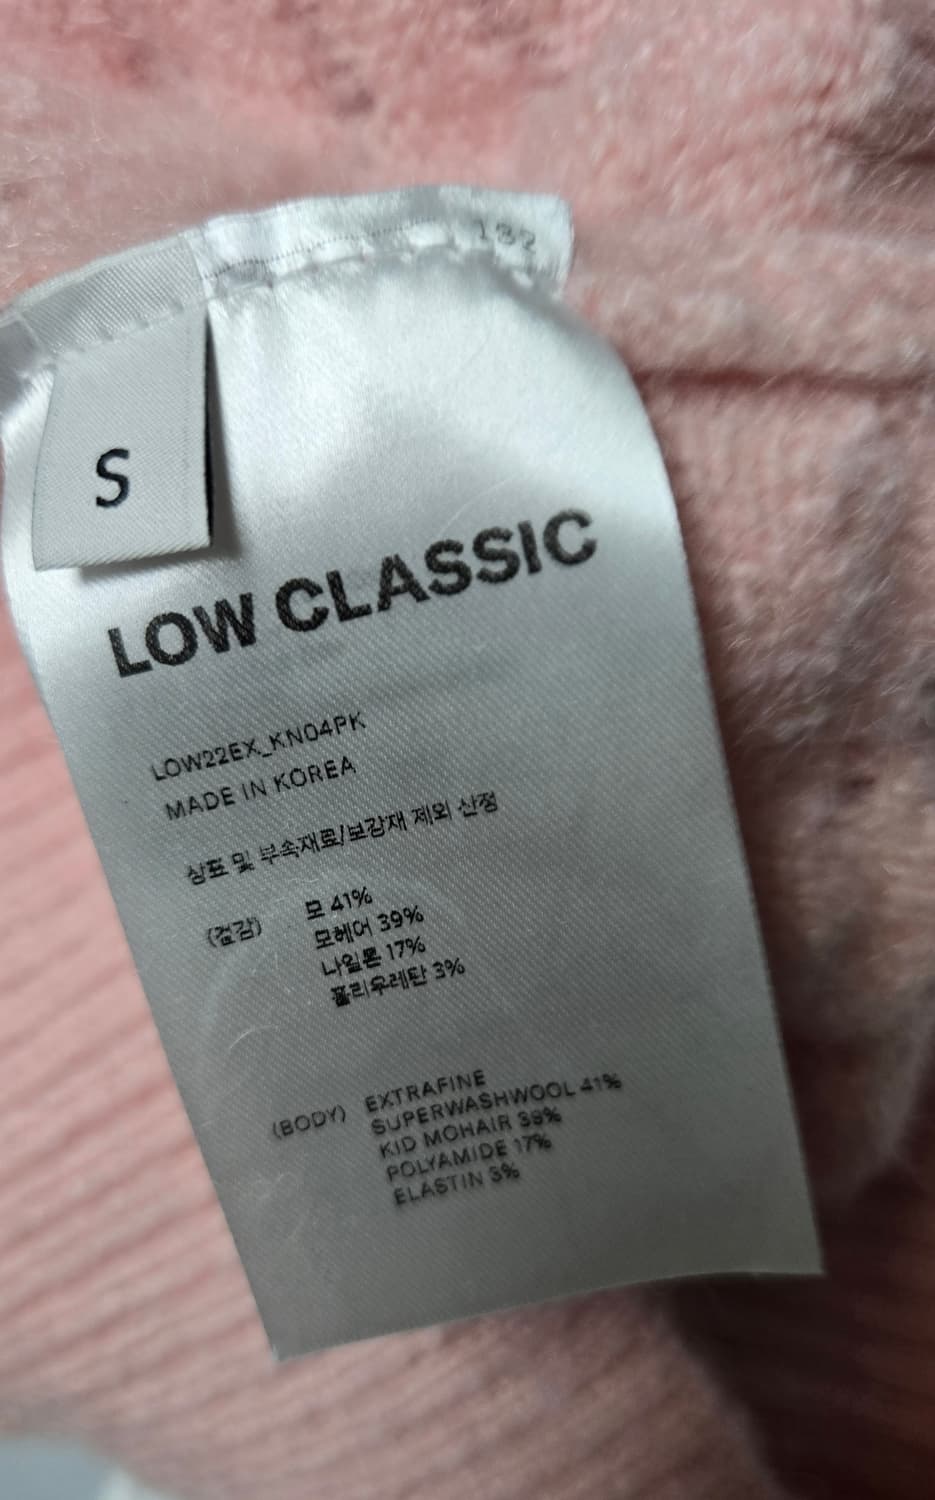 132
S
LOW CLASSIC
LOW22EX_KN04PK
MADE IN KOREA
상표 및 부속재료/보강재 제외 산정
(겉감) 모 41%
모헤어 39%
나일론 17%
폴리우레탄 3%
(BODY) EXTRAFINE
SUPERWASHWOOL 41%
KID MOHAIR 39%
POLYAMIDE 17%
ELASTIN 3%